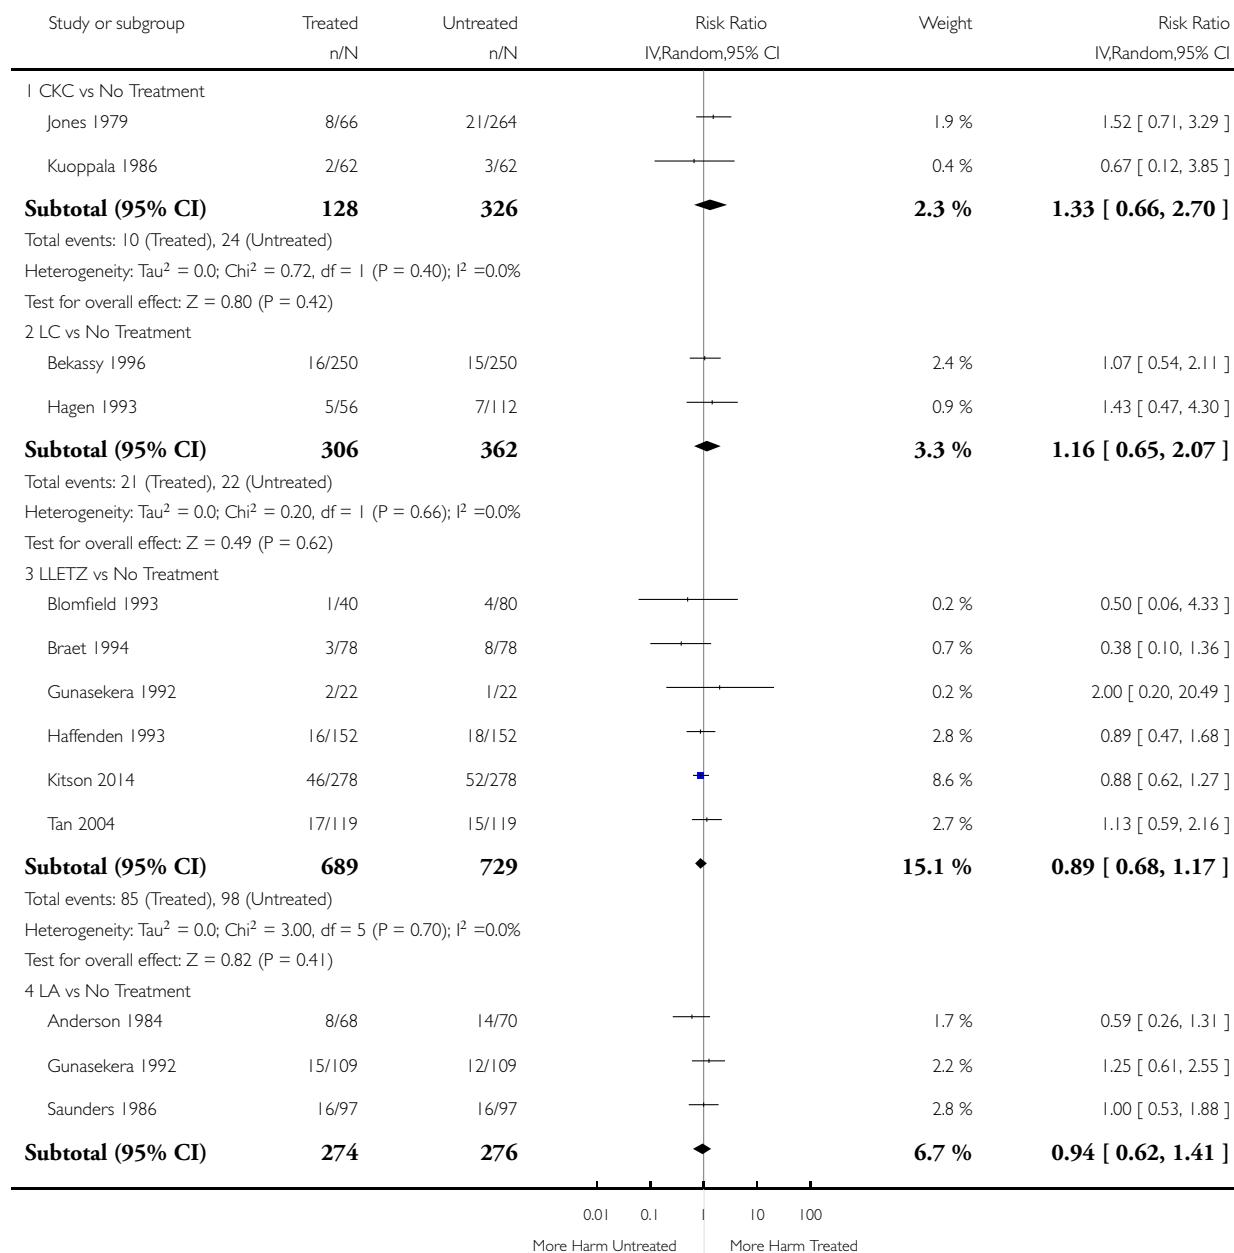 Study or subgroup Treated Untreated Risk Ratio Weight Risk Ratio
n/N n/N IV,Random,95% CI IV,Random,95% CI
1 CKC vs No Treatment
Jones 1979 8/66 21/264 1.9 % 1.52 [ 0.71, 3.29 ]
Kuoppala 1986 2/62 3/62 0.4 % 0.67 [ 0.12, 3.85 ]
Subtotal (95% CI) 128 326 2.3 % 1.33 [ 0.66, 2.70 ]
Total events: 10 (Treated), 24 (Untreated)
Heterogeneity: Tau² = 0.0; Chi² = 0.72, df = 1 (P = 0.40); I² =0.0%
Test for overall effect: Z = 0.80 (P = 0.42)
2 LC vs No Treatment
Bekassy 1996 16/250 15/250 2.4 % 1.07 [ 0.54, 2.11 ]
Hagen 1993 5/56 7/112 0.9 % 1.43 [ 0.47, 4.30 ]
Subtotal (95% CI) 306 362 3.3 % 1.16 [ 0.65, 2.07 ]
Total events: 21 (Treated), 22 (Untreated)
Heterogeneity: Tau² = 0.0; Chi² = 0.20, df = 1 (P = 0.66); I² =0.0%
Test for overall effect: Z = 0.49 (P = 0.62)
3 LLETZ vs No Treatment
Blomfield 1993 1/40 4/80 0.2 % 0.50 [ 0.06, 4.33 ]
Braet 1994 3/78 8/78 0.7 % 0.38 [ 0.10, 1.36 ]
Gunasekera 1992 2/22 1/22 0.2 % 2.00 [ 0.20, 20.49 ]
Haffenden 1993 16/152 18/152 2.8 % 0.89 [ 0.47, 1.68 ]
Kitson 2014 46/278 52/278 8.6 % 0.88 [ 0.62, 1.27 ]
Tan 2004 17/119 15/119 2.7 % 1.13 [ 0.59, 2.16 ]
Subtotal (95% CI) 689 729 15.1 % 0.89 [ 0.68, 1.17 ]
Total events: 85 (Treated), 98 (Untreated)
Heterogeneity: Tau² = 0.0; Chi² = 3.00, df = 5 (P = 0.70); I² =0.0%
Test for overall effect: Z = 0.82 (P = 0.41)
4 LA vs No Treatment
Anderson 1984 8/68 14/70 1.7 % 0.59 [ 0.26, 1.31 ]
Gunasekera 1992 15/109 12/109 2.2 % 1.25 [ 0.61, 2.55 ]
Saunders 1986 16/97 16/97 2.8 % 1.00 [ 0.53, 1.88 ]
Subtotal (95% CI) 274 276 6.7 % 0.94 [ 0.62, 1.41 ]
0.01 0.1 1 10 100
More Harm Untreated More Harm Treated